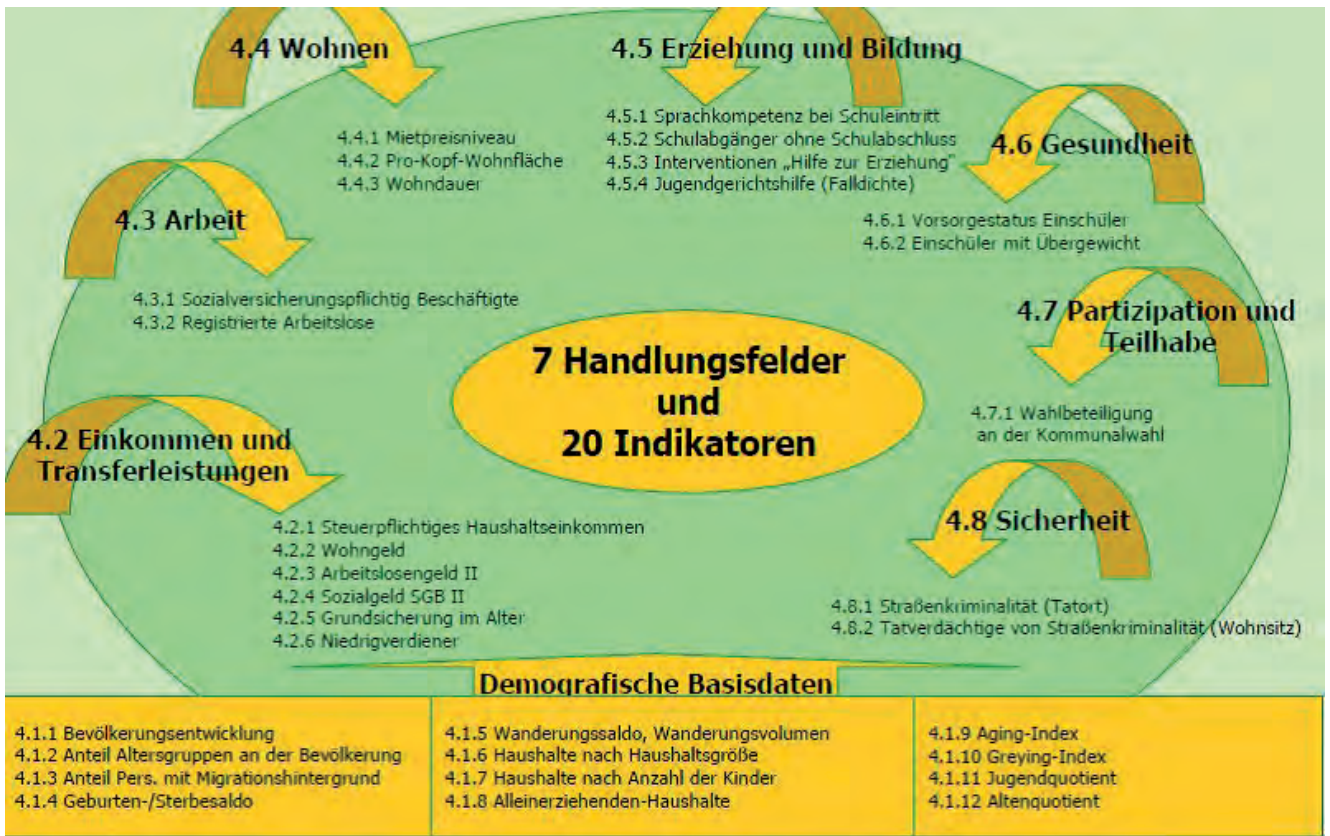 4.4 Wohnen
4.4.1 Mietpreisniveau
4.4.2 Pro-Kopf-Wohnfläche
4.4.3 Wohndauer
4.5 Erziehung und Bildung
4.5.1 Sprachkompetenz bei Schuleintritt
4.5.2 Schulabgänger ohne Schulabschluss
4.5.3 Interventionen „Hilfe zur Erziehung"
4.5.4 Jugendgerichtshilfe (Falldichte)
4.6 Gesundheit
4.6.1 Vorsorgestatus Einschüler
4.6.2 Einschüler mit Übergewicht
4.3 Arbeit
4.3.1 Sozialversicherungspflichtig Beschäftigte
4.3.2 Registrierte Arbeitslose
7 Handlungsfelder
und
20 Indikatoren
4.7 Partizipation und
Teilhabe
4.7.1 Wahlbeteiligung
an der Kommunalwahl
4.2 Einkommen und
Transferleistungen
4.2.1 Steuerpflichtiges Haushaltseinkommen
4.2.2 Wohngeld
4.2.3 Arbeitslosengeld II
4.2.4 Sozialgeld SGB II
4.2.5 Grundsicherung im Alter
4.2.6 Niedrigverdiener
4.8 Sicherheit
4.8.1 Straßenkriminalität (Tatort)
4.8.2 Tatverdächtige von Straßenkriminalität (Wohnsitz)
Demografische Basisdaten
4.1.1 Bevölkerungsentwicklung
4.1.2 Anteil Altersgruppen an der Bevölkerung
4.1.3 Anteil Pers. mit Migrationshintergrund
4.1.4 Geburten-/Sterbesaldo
4.1.5 Wanderungssaldo, Wanderungsvolumen
4.1.6 Haushalte nach Haushaltsgröße
4.1.7 Haushalte nach Anzahl der Kinder
4.1.8 Alleinerziehenden-Haushalte
4.1.9 Aging-Index
4.1.10 Greying-Index
4.1.11 Jugendquotient
4.1.12 Altenquotient